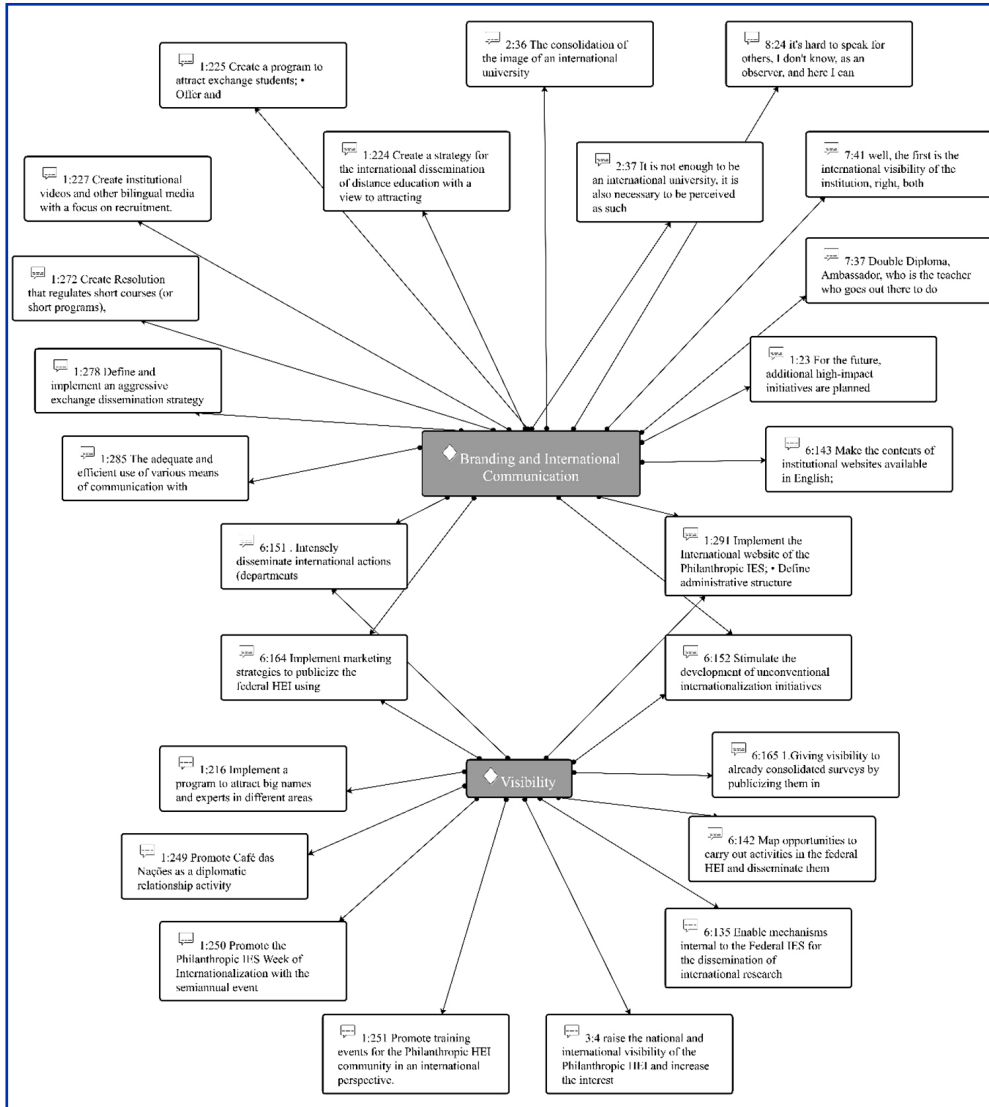 1:225 Create a program to
attract exchange students; •
Offer and
2:36 The consolidation of
the image of an international
university
8:24 it's hard to speak for
others, I don't know, as an
observer, and here I can
1:224 Create a strategy for
the international dissemination
of distance education with a
view to attracting
2:37 It is not enough to be
an international university, it is
also necessary to be perceived
as such
7:41 well, the first is the
international visibility of the
institution, right, both
1:227 Create institutional
videos and other bilingual media
with a focus on recruitment.
7:37 Double Diploma,
Ambassador, who is the teacher
who goes out there to do
1:272 Create Resolution
that regulates short courses (or
short programs),
1:23 For the future,
additional high-impact
initiatives are planned
1:278 Define and
implement an aggressive
exchange dissemination strategy
6:143 Make the contents of
institutional websites available
in English;
1:285 The adequate and
efficient use of various means
of communication with
Branding and International
Communication
6:151 . Intensely
disseminate international actions
(departments
1:291 Implement the
International website of the
Philanthropic IES; • Define
administrative structure
6:164 Implement marketing
strategies to publicize the
federal HEI using
6:152 Stimulate the
development of unconventional
internationalization initiatives
Visibility
1:216 Implement a
program to attract big names
and experts in different areas
6:165 1.Giving visibility to
already consolidated surveys by
publicizing them in
1:249 Promote Café das
Nações as a diplomatic
relationship activity
6:142 Map opportunities to
carry out activities in the
federal HEI and disseminate them
1:250 Promote the
Philanthropic IES Week of
Internationalization with the
semiannual event
6:135 Enable mechanisms
internal to the Federal IES for
the dissemination of
international research
1:251 Promote training
events for the Philanthropic HEI
community in an international
perspective.
3:4 raise the national and
international visibility of the
Philanthropic HEI and increase
the interest